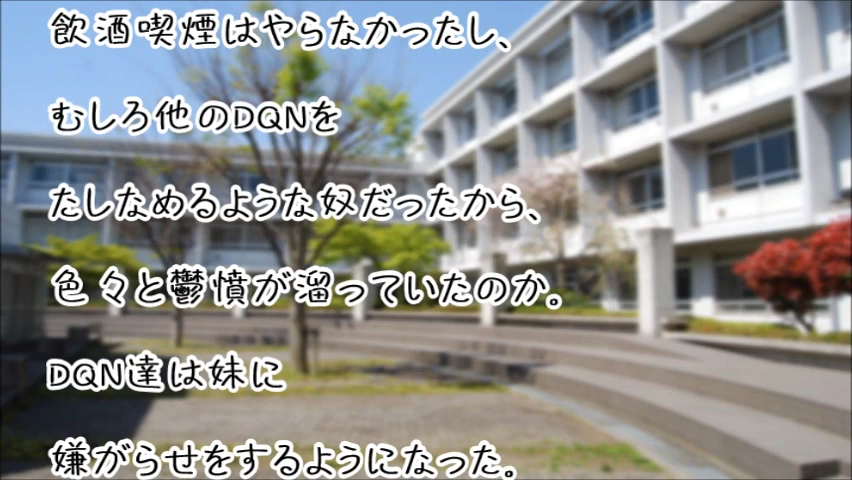 飲酒喫煙はやらなかったし、
むしろ他のDQNを
たしなめるような奴だったから、
色々と鬱憤が溜っていたのか。
DQN達は妹に
嫌がらせをするようになった。